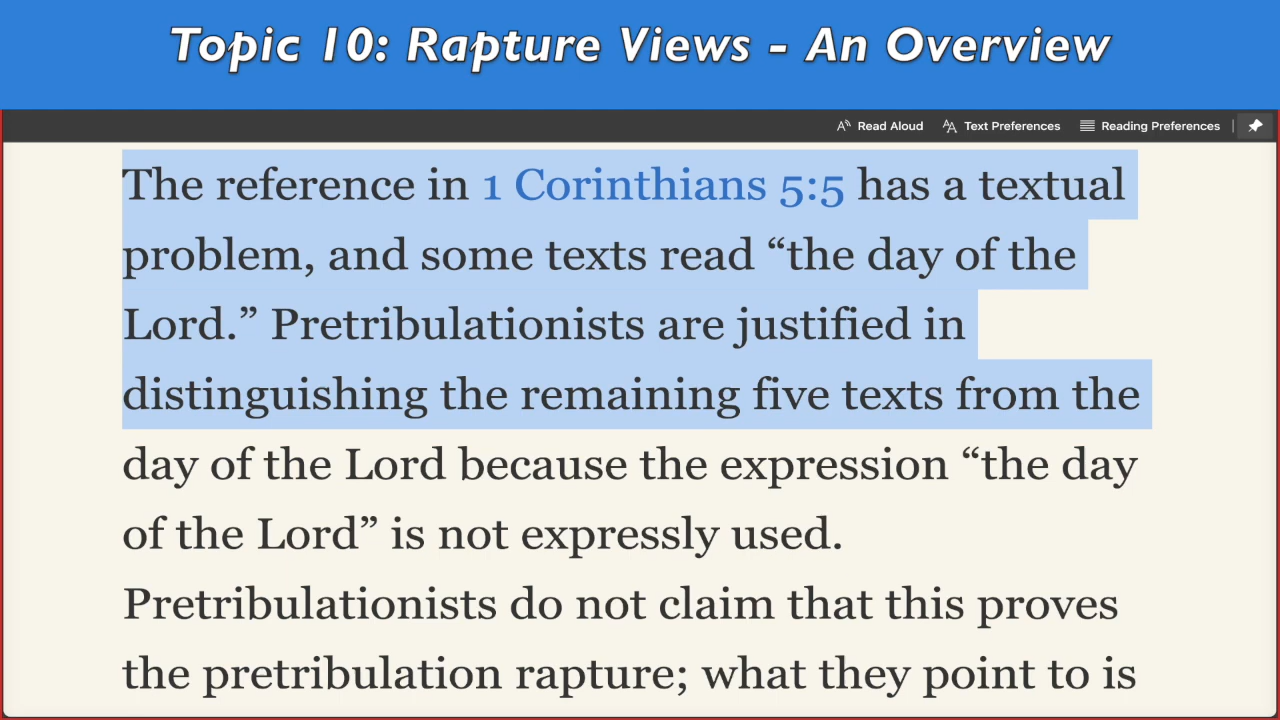 Topic 10: Rapture Views - An Overview
Read Aloud Text Preferences Reading Preferences
The reference in 1 Corinthians 5:5 has a textual
problem, and some texts read “the day of the
Lord.” Pretribulationists are justified in
distinguishing the remaining five texts from the
day of the Lord because the expression “the day
of the Lord” is not expressly used.
Pretribulationists do not claim that this proves
the pretribulation rapture; what they point to is